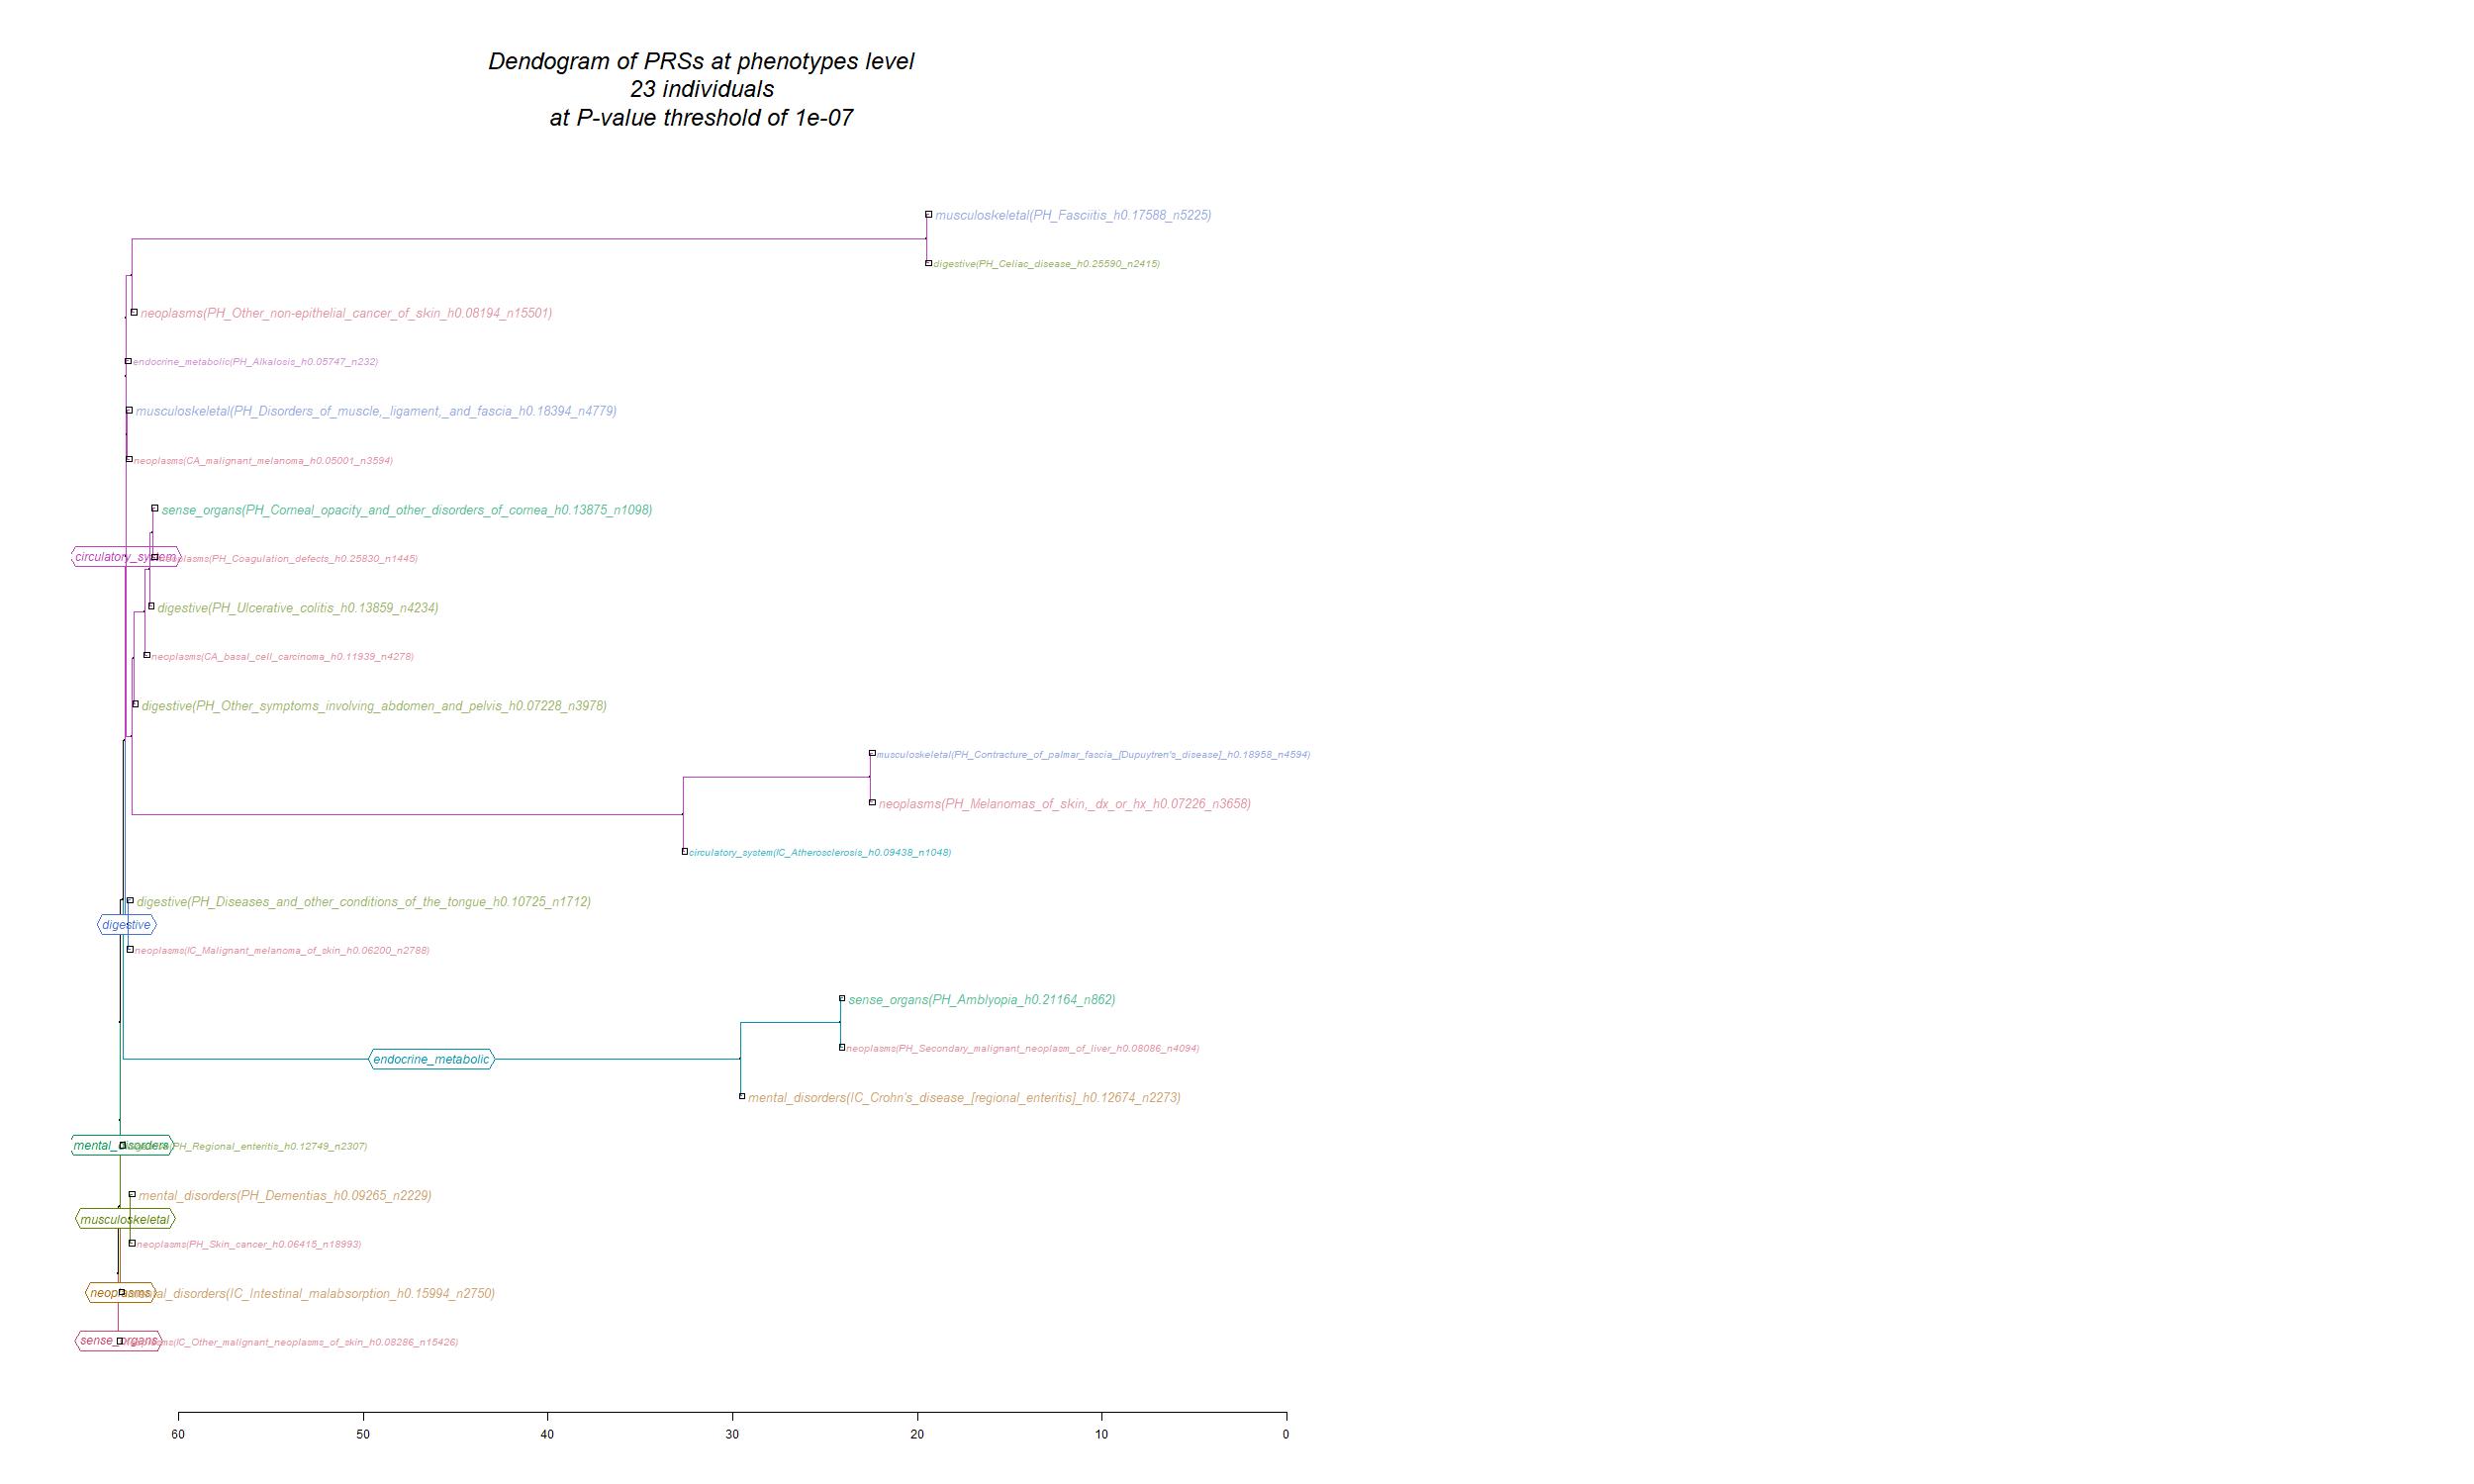 Dendogram of PRSs at phenotypes level
23 individuals
at P-value threshold of 1e-07
musculoskeletal(PH_Fasciitis_h0.17588_n5225)
digestive(PH_Celiac_disease_h0.25590_n2415)
neoplasms(PH_Other_non-epithelial_cancer_of_skin_h0.08194_n15501)
endocrine_metabolic(PH_Alkalosis_h0.05747_n232)
musculoskeletal(PH_Disorders_of_muscle,_ligament,_and_fascia_h0.18394_n4779)
neoplasms(CA_malignant_melanoma_h0.05001_n3594)
sense_organs(PH_Corneal_opacity_and_other_disorders_of_cornea_h0.13875_n1098)
circulatory_system
neoplasms(PH_Coagulation_defects_h0.25830_n1445)
digestive(PH_Ulcerative_colitis_h0.13859_n4234)
neoplasms(CA_basal_cell_carcinoma_h0.11939_n4278)
digestive(PH_Other_symptoms_involving_abdomen_and_pelvis_h0.07228_n3978)
musculoskeletal(PH_Contracture_of_palmar_fascia_[Dupuytren's_disease]_h0.18958_n4594)
neoplasms(PH_Melanomas_of_skin,_dx_or_hx_h0.07226_n3658)
circulatory_system(IC_Atherosclerosis_h0.09438_n1048)
digestive(PH_Diseases_and_other_conditions_of_the_tongue_h0.10725_n1712)
digestive
neoplasms(IC_Malignant_melanoma_of_skin_h0.06200_n2788)
sense_organs(PH_Amblyopia_h0.21164_n862)
neoplasms(PH_Secondary_malignant_neoplasm_of_liver_h0.08086_n4094)
endocrine_metabolic
mental_disorders(IC_Crohn's_disease_[regional_enteritis]_h0.12674_n2273)
mental_disorders
digestive(PH_Regional_enteritis_h0.12749_n2307)
mental_disorders(PH_Dementias_h0.09265_n2229)
musculoskeletal
neoplasms(PH_Skin_cancer_h0.06415_n18993)
neoplasms
mental_disorders(IC_Intestinal_malabsorption_h0.15994_n2750)
sense_organs
neoplasms(IC_Other_malignant_neoplasms_of_skin_h0.08286_n15426)
60 50 40 30 20 10 0